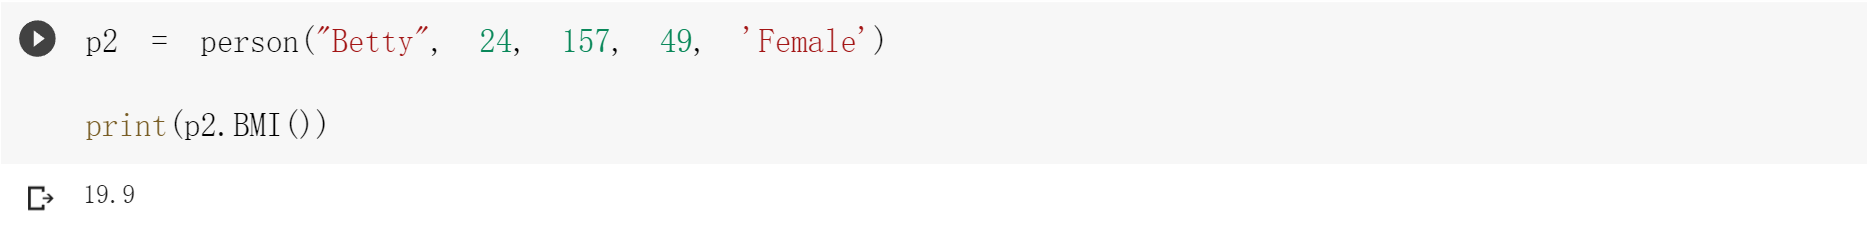 p2 = person("Betty", 24, 157, 49, 'Female')
print(p2.BMI())
19.9